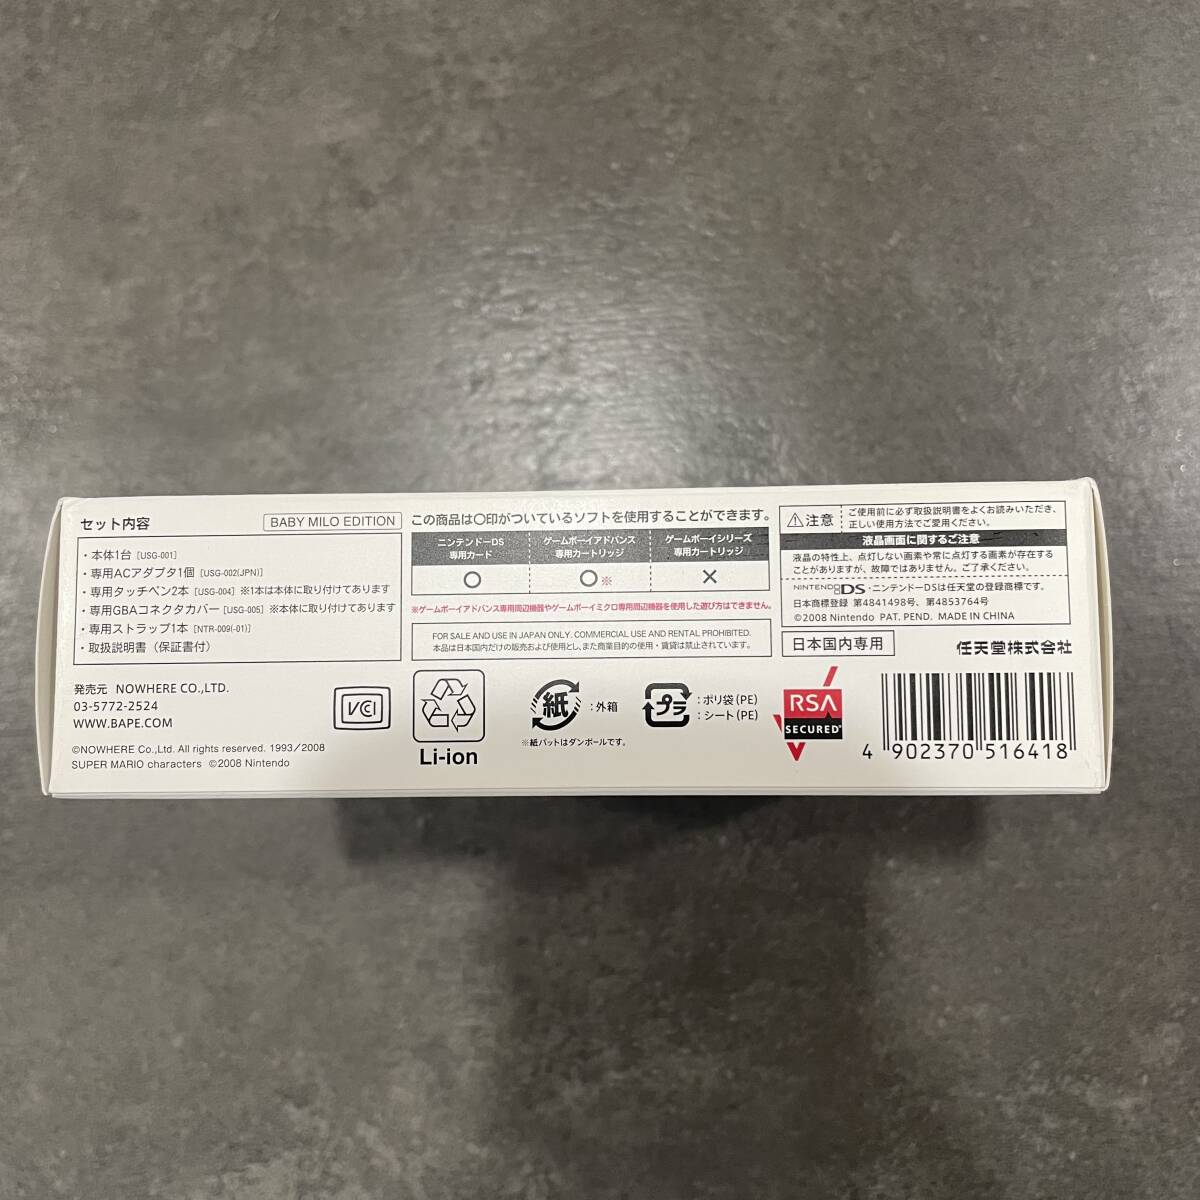 セット内容
BABY MILO EDITION
・本体1台［USG-001］
・専用ACアダプタ1個［USG-002(JPN)］
・専用タッチペン2本［USG-004］※1本は本体に取り付けてあります
・専用GBAコネクタカバー［USG-005］※本体に取り付けてあります
・専用ストラップ1本［NTR-009(-01)］
・取扱説明書（保証書付）
この商品は〇印がついているソフトを使用することができます。
ニンテンドーDS
専用カード
ゲームボーイアドバンス
専用カートリッジ
ゲームボーイシリーズ
専用カートリッジ
〇
〇※
×
※ゲームボーイアドバンス専用周辺機器やゲームボーイミクロ専用周辺機器を使用した遊び方はできません。
FOR SALE AND USE IN JAPAN ONLY. COMMERCIAL USE AND RENTAL PROHIBITED.
本品は日本国内だけの販売および使用とし、また商業目的の使用・賃貸は禁止されています。
⚠注意
ご使用前に必ず取扱説明書をよくお読みいただき、
正しい使用方法でご愛用ください。
液晶画面に関するご注意
液晶の特性上、点灯しない画素や常に点灯する画素が存在する
ことがありますが、故障ではありません。ご了承ください。
NINTENDO DS・ニンテンドーDSは任天堂の登録商標です。
日本商標登録 第4841498号、第4853764号
©2008 Nintendo PAT. PEND. MADE IN CHINA
日本国内専用
任天堂株式会社
発売元 NOWHERE CO.,LTD.
03-5772-2524
WWW.BAPE.COM
©NOWHERE Co.,Ltd. All rights reserved. 1993/2008
SUPER MARIO characters ©2008 Nintendo
VCCI
Li-ion
紙
：外箱
※紙パットはダンボールです。
プラ
：ポリ袋(PE)
：シート(PE)
RSA
SECURED®
4 902370 516418